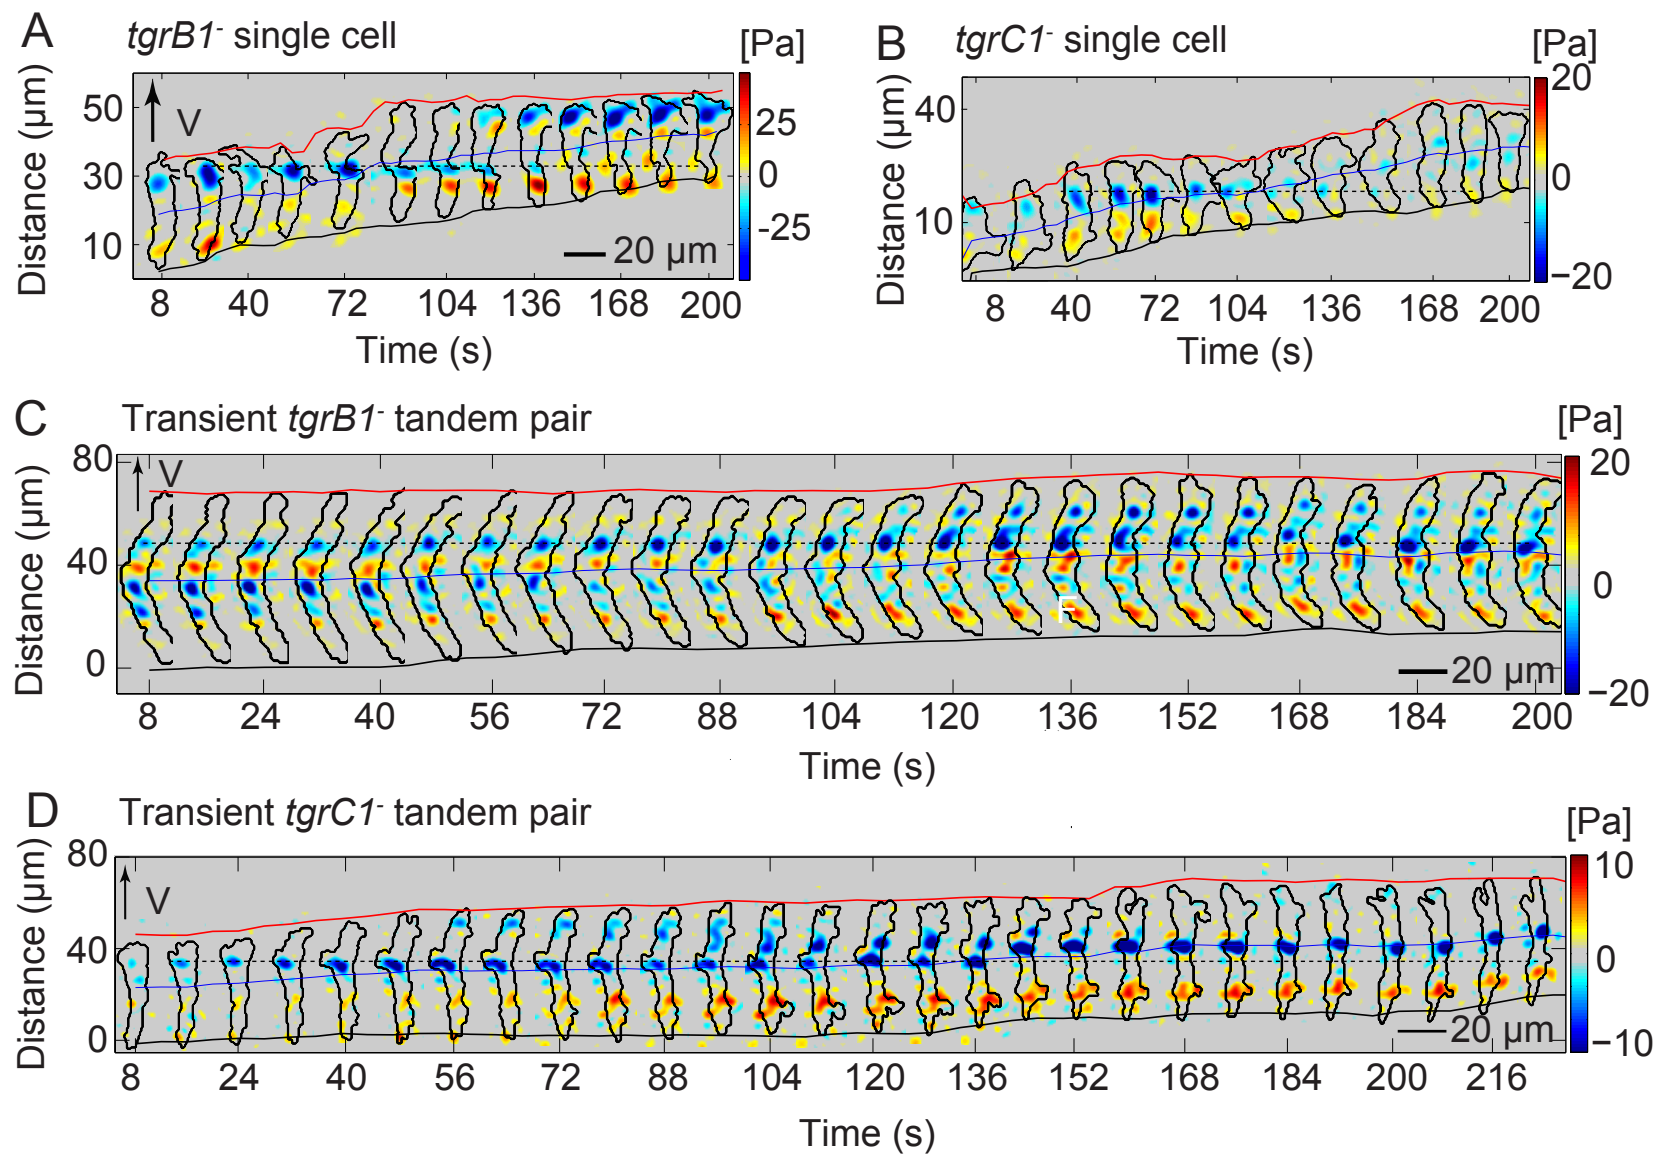 A tgrB1- single cell [Pa]
Distance (μm)
50
30
10
V
20 μm
25
0
-25
8 40 72 104 136 168 200
Time (s)
B tgrC1- single cell [Pa]
Distance (μm)
40
10
20
0
−20
8 40 72 104 136 168 200
Time (s)
C Transient tgrB1- tandem pair [Pa]
Distance (μm)
80
40
0
V
F
20 μm
20
0
−20
8 24 40 56 72 88 104 120 136 152 168 184 200
Time (s)
D Transient tgrC1- tandem pair [Pa]
Distance (μm)
80
40
0
V
20 μm
10
0
−10
8 24 40 56 72 88 104 120 136 152 168 184 200 216
Time (s)